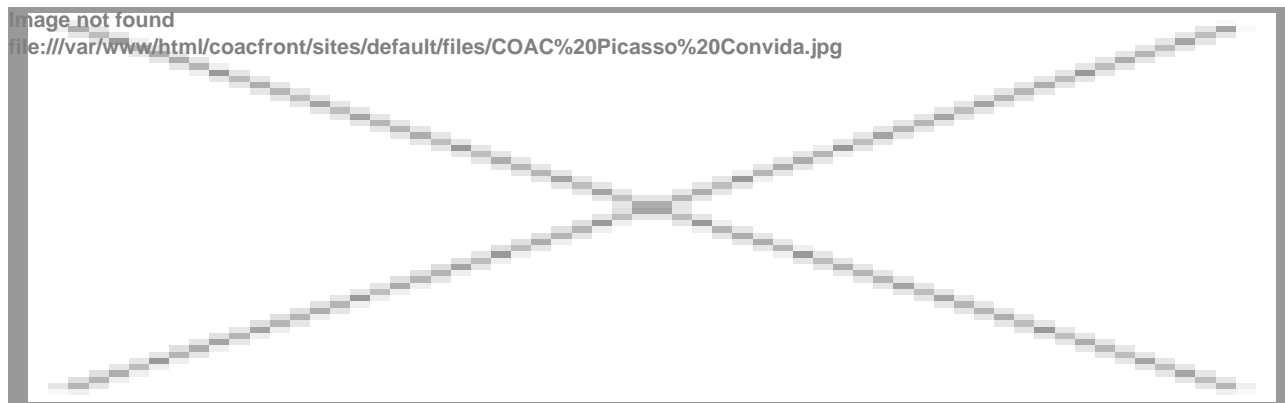 Image not found
file:///var/www/html/coacfront/sites/default/files/COAC%20Picasso%20Convida.jpg